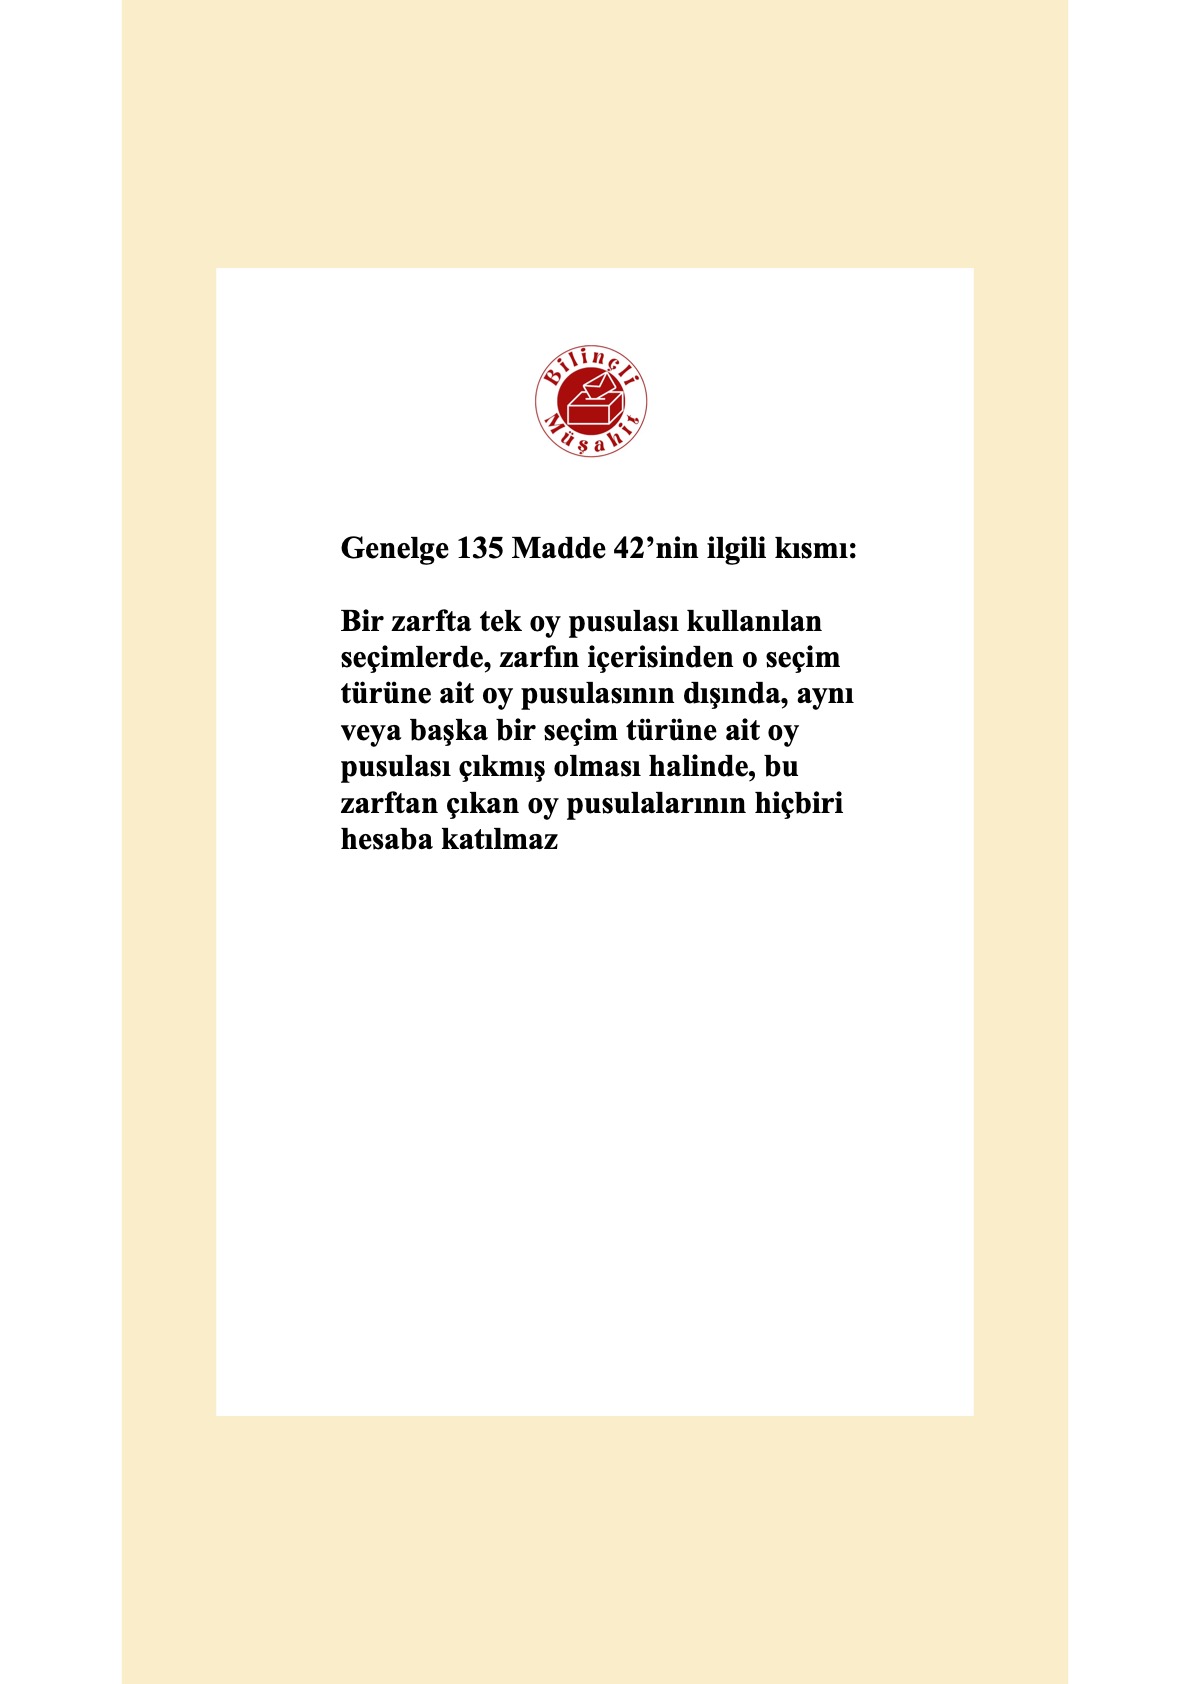 Bilinçli
Müşahit
Genelge 135 Madde 42’nin ilgili kısmı:
Bir zarfta tek oy pusulası kullanılan
seçimlerde, zarfın içerisinden o seçim
türüne ait oy pusulasının dışında, aynı
veya başka bir seçim türüne ait oy
pusulası çıkmış olması halinde, bu
zarftan çıkan oy pusulalarının hiçbiri
hesaba katılmaz